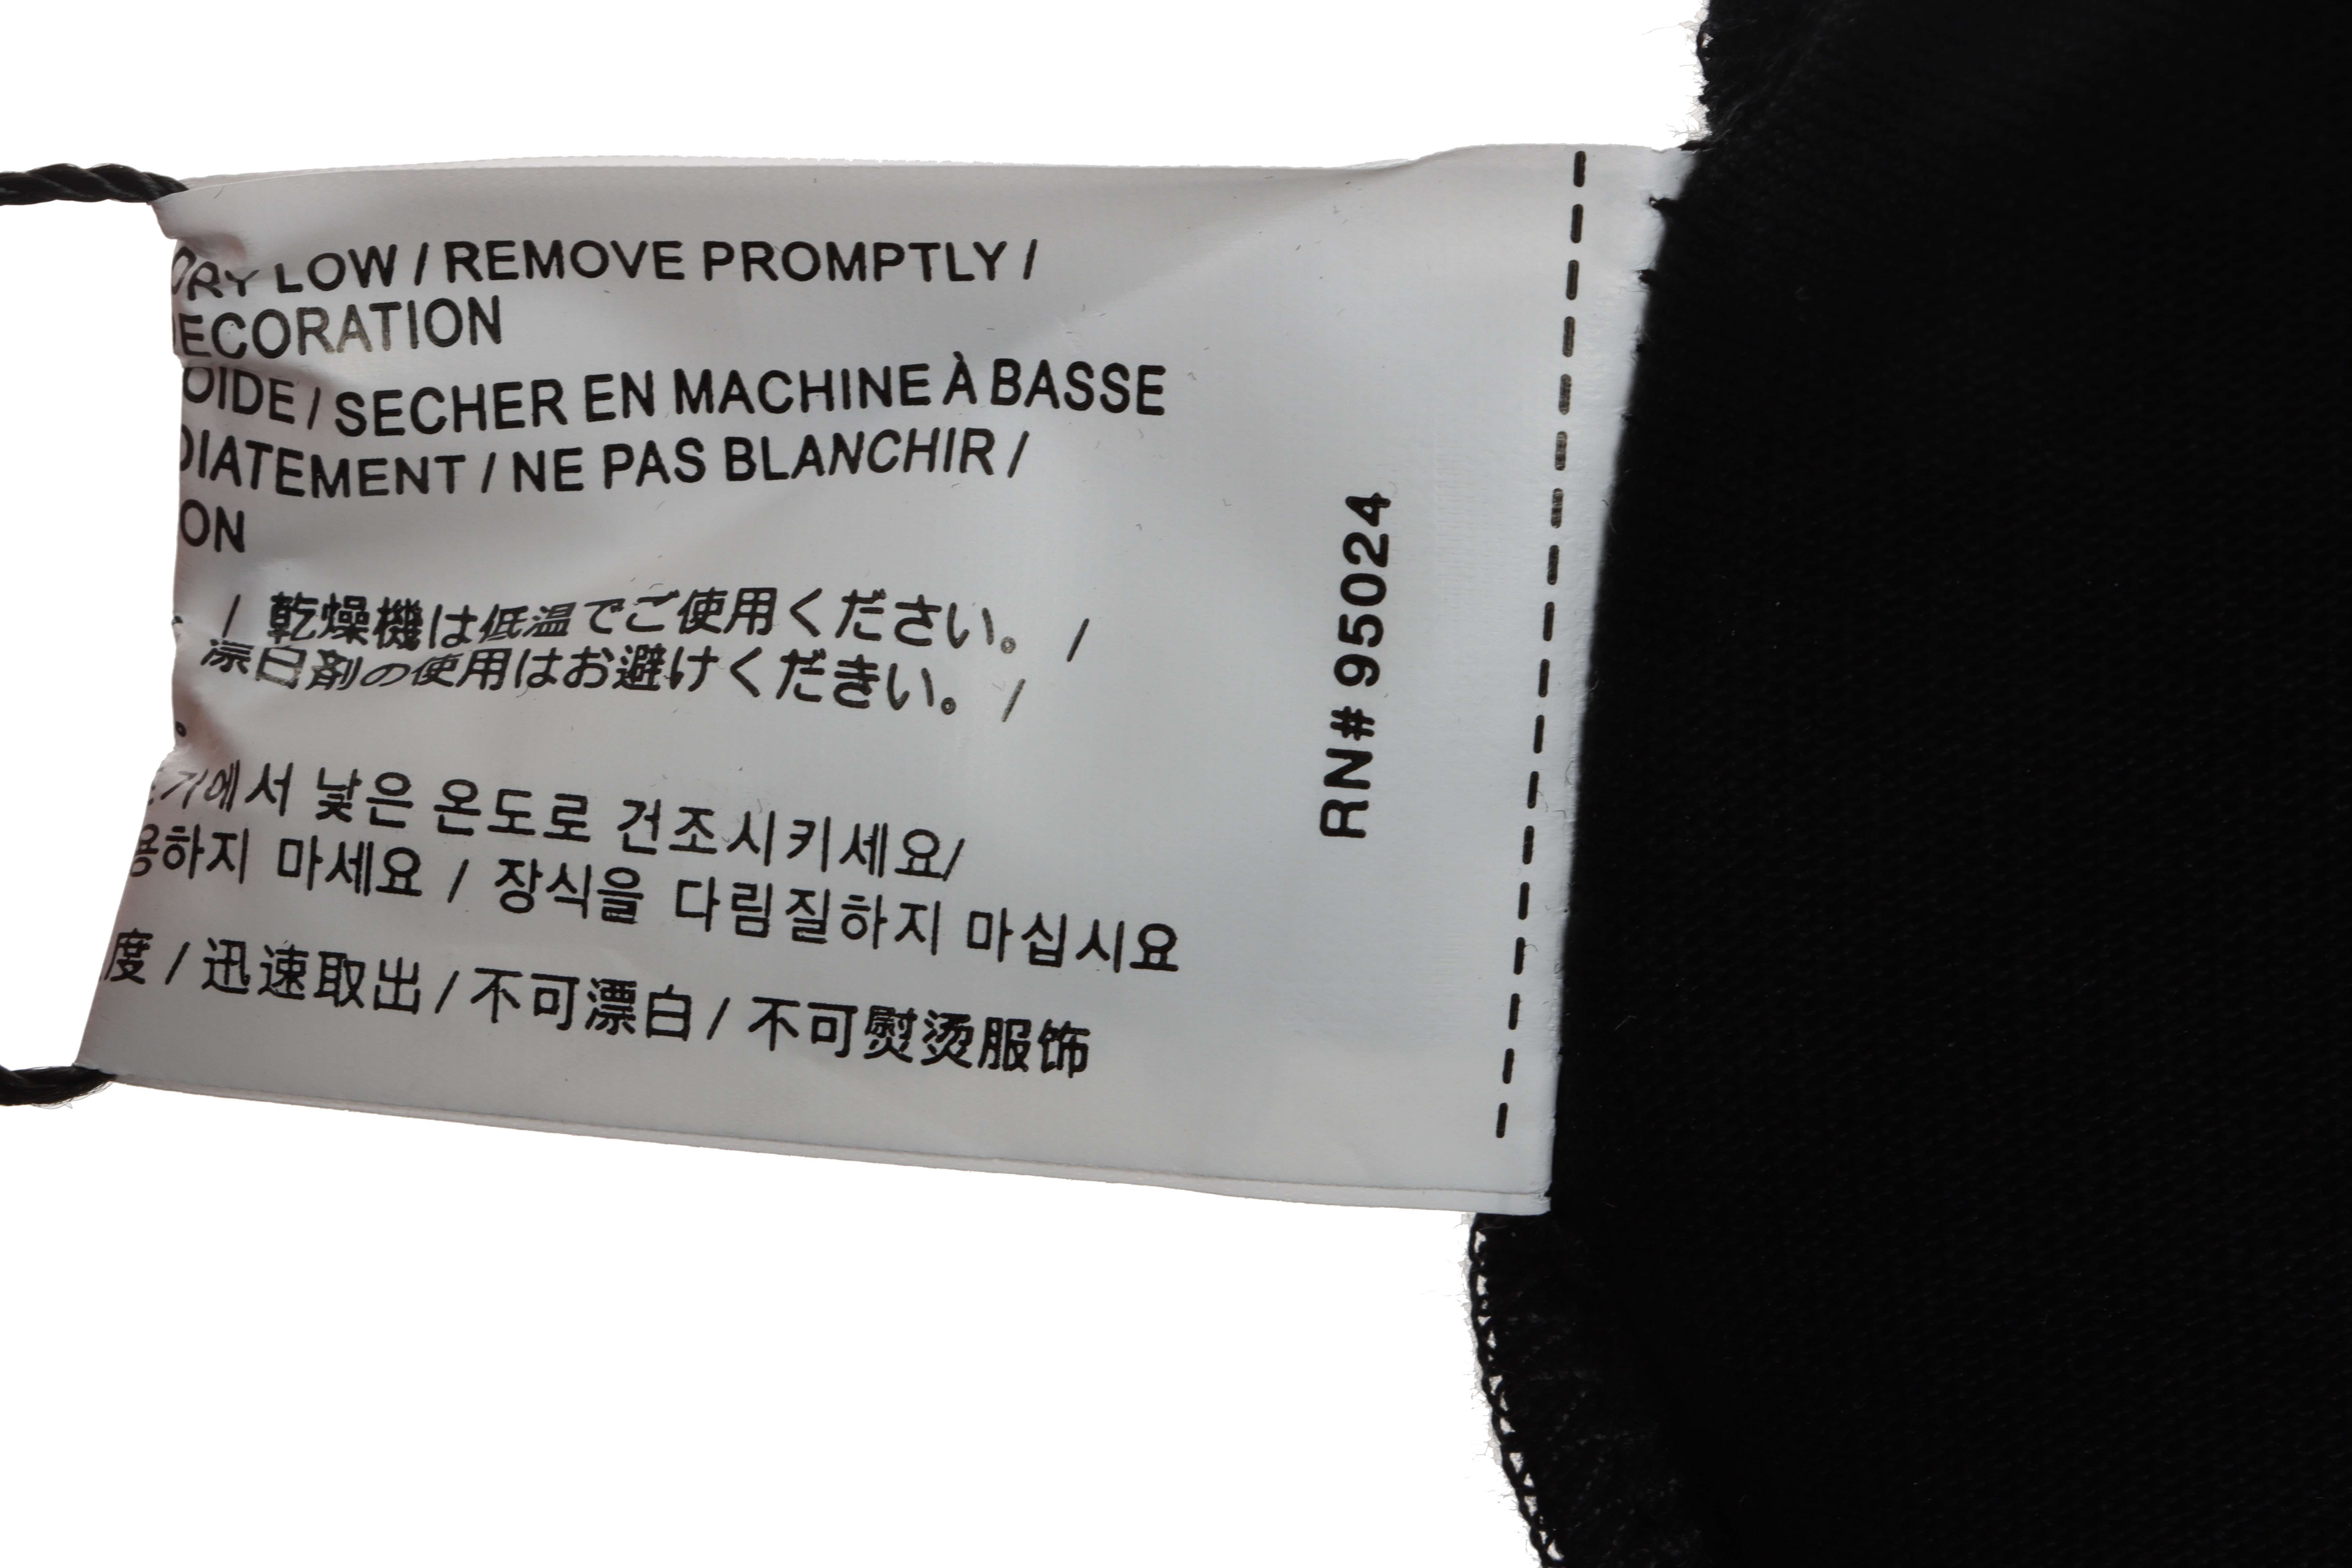 DRY LOW / REMOVE PROMPTLY /
ECORATION
OIDE / SECHER EN MACHINE À BASSE
DIATEMENT / NE PAS BLANCHIR /
ON
/ 乾燥機は低温でご使用ください。 /
漂白剤の使用はお避けくだきい。 /
。
기에서 낮은 온도로 건조시키세요/
용하지 마세요 / 장식을 다림질하지 마십시요
度 / 迅速取出 / 不可漂白 / 不可熨烫服饰
RN# 95024